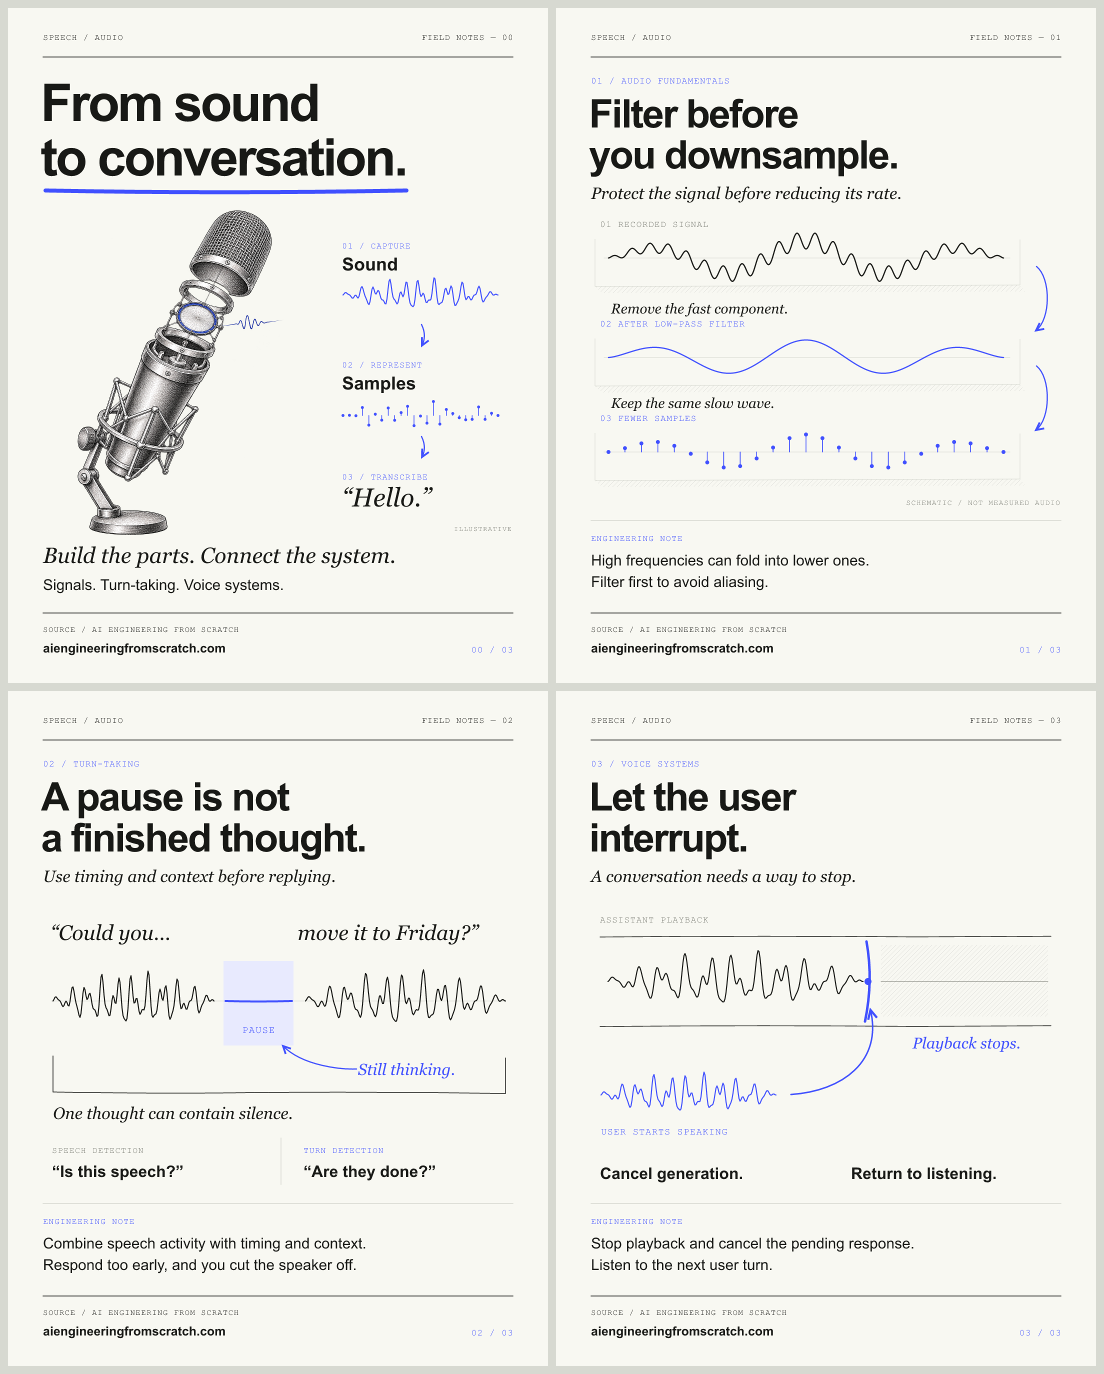 SPEECH / AUDIO
FIELD NOTES — 00
From sound
to conversation.
01 / CAPTURE
Sound
02 / REPRESENT
Samples
03 / TRANSCRIBE
“Hello.”
ILLUSTRATIVE
Build the parts. Connect the system.
Signals. Turn-taking. Voice systems.
SOURCE / AI ENGINEERING FROM SCRATCH
aiengineeringfromscratch.com
00 / 03
SPEECH / AUDIO
FIELD NOTES — 01
01 / AUDIO FUNDAMENTALS
Filter before
you downsample.
Protect the signal before reducing its rate.
01 RECORDED SIGNAL
Remove the fast component.
02 AFTER LOW-PASS FILTER
Keep the same slow wave.
03 FEWER SAMPLES
SCHEMATIC / NOT MEASURED AUDIO
ENGINEERING NOTE
High frequencies can fold into lower ones.
Filter first to avoid aliasing.
SOURCE / AI ENGINEERING FROM SCRATCH
aiengineeringfromscratch.com
01 / 03
SPEECH / AUDIO
FIELD NOTES — 02
02 / TURN-TAKING
A pause is not
a finished thought.
Use timing and context before replying.
“Could you...
move it to Friday?”
PAUSE
Still thinking.
One thought can contain silence.
SPEECH DETECTION
“Is this speech?”
TURN DETECTION
“Are they done?”
ENGINEERING NOTE
Combine speech activity with timing and context.
Respond too early, and you cut the speaker off.
SOURCE / AI ENGINEERING FROM SCRATCH
aiengineeringfromscratch.com
02 / 03
SPEECH / AUDIO
FIELD NOTES — 03
03 / VOICE SYSTEMS
Let the user
interrupt.
A conversation needs a way to stop.
ASSISTANT PLAYBACK
Playback stops.
USER STARTS SPEAKING
Cancel generation.
Return to listening.
ENGINEERING NOTE
Stop playback and cancel the pending response.
Listen to the next user turn.
SOURCE / AI ENGINEERING FROM SCRATCH
aiengineeringfromscratch.com
03 / 03